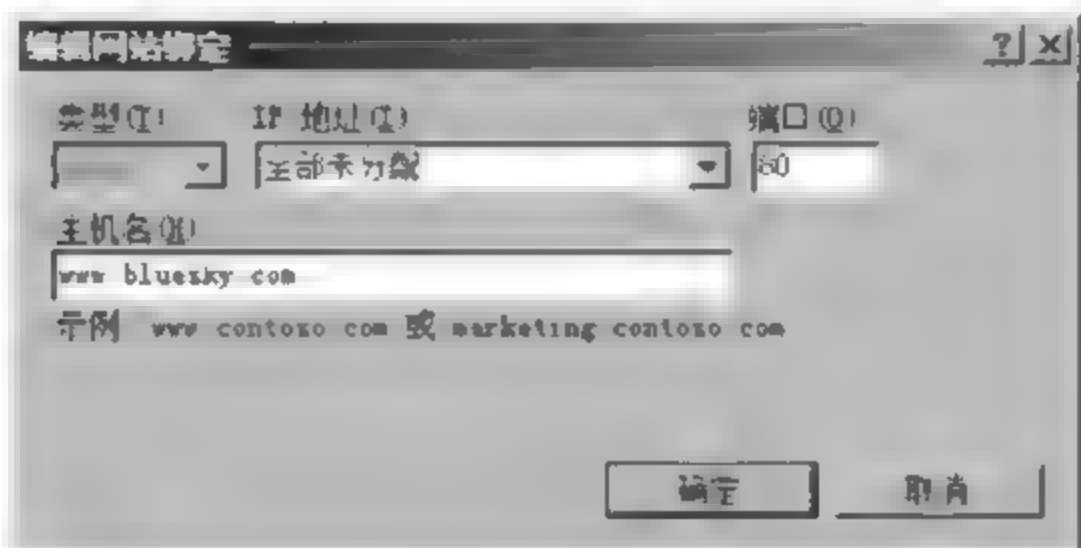 编辑网站绑定
类型(T) IP 地址(I) 端口(O)
全部未分配 80
主机名(H)
www bluesky com
示例 www contoso com 或 marketing contoso com
确定 取消